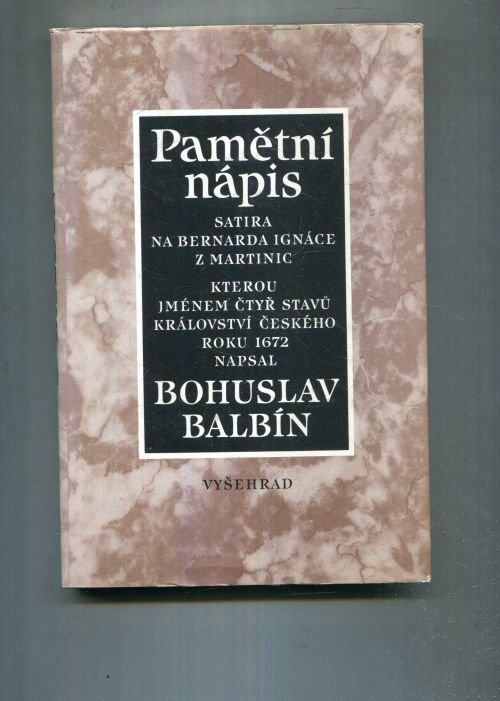 Pamětní
nápis
SATIRA
NA BERNARDA IGNÁCE
Z MARTINIC
KTEROU
JMÉNEM ČTYŘ STAVŮ
KRÁLOVSTVÍ ČESKÉHO
ROKU 1672
NAPSAL
BOHUSLAV
BALBÍN
VYŠEHRAD